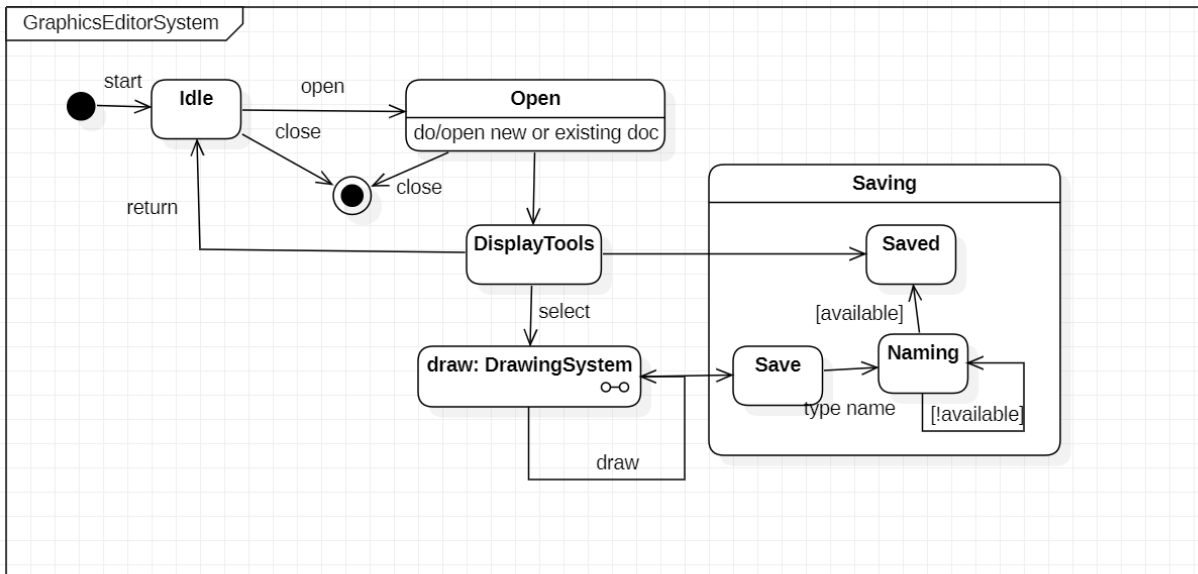 GraphicsEditorSystem
start
Idle
open
Open
do/open new or existing doc
close
close
return
Saving
DisplayTools
Saved
select
[available]
draw: DrawingSystem
Save
Naming
type name
[!available]
draw